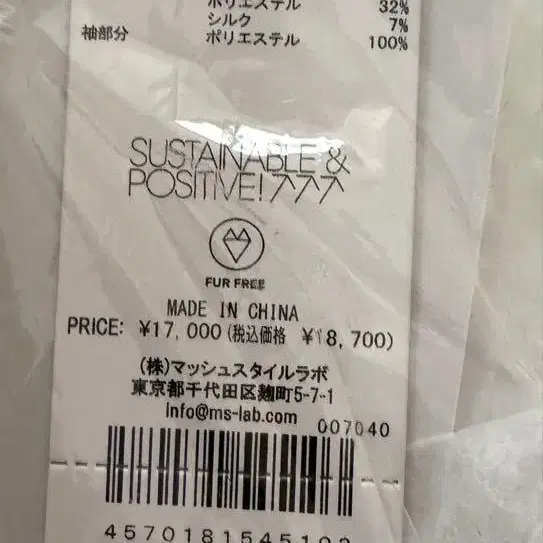 ポリエステル 32%
シルク 7%
袖部分 ポリエステル 100%
SUSTAINABLE &
POSITIVE!
FUR FREE
MADE IN CHINA
PRICE: ¥17,000(税込価格 ¥18,700)
(株)マッシュスタイルラボ
東京都千代田区麹町5-7-1
info@ms-lab.com
007040